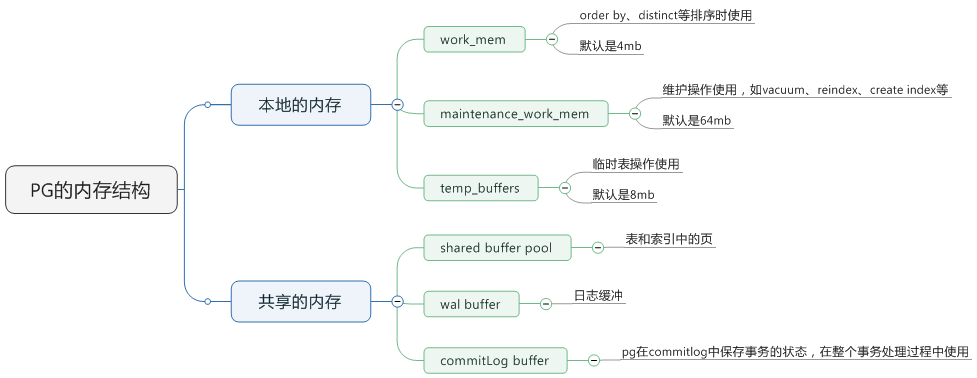 PG的内存结构
本地的内存
work_mem
order by、distinct等排序时使用
默认是4mb
maintenance_work_mem
维护操作使用，如vacuum、reindex、create index等
默认是64mb
temp_buffers
临时表操作使用
默认是8mb
共享的内存
shared buffer pool
表和索引中的页
wal buffer
日志缓冲
commitLog buffer
pg在commitlog中保存事务的状态，在整个事务处理过程中使用